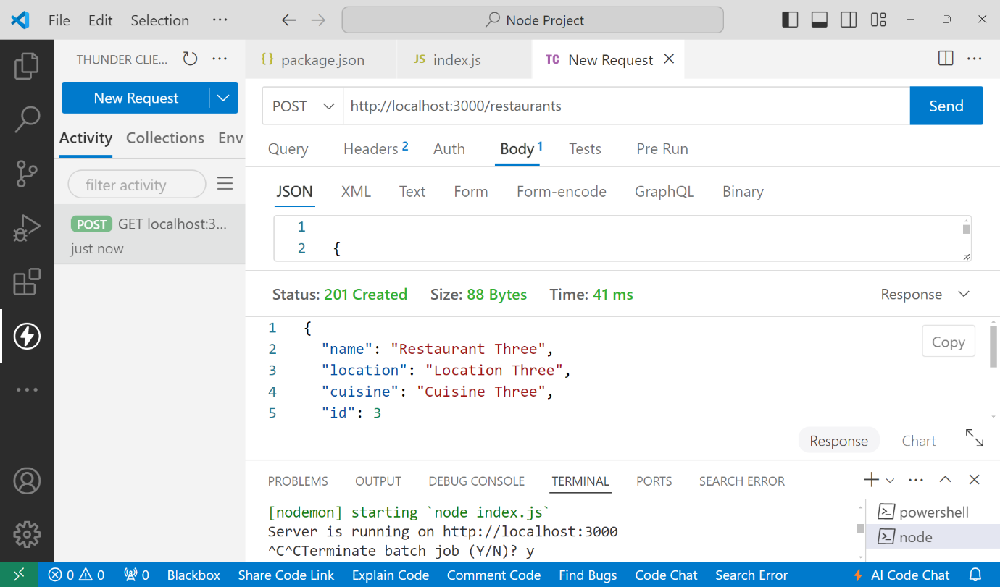 File Edit Selection ···
Node Project
THUNDER CLIE... ···
{} package.json
JS index.js
TC New Request
···
New Request
POST http://localhost:3000/restaurants Send
Activity Collections Env
Query Headers 2 Auth Body 1 Tests Pre Run
filter activity
JSON XML Text Form Form-encode GraphQL Binary
POST GET localhost:3...
just now
1
2 {
Status: 201 Created Size: 88 Bytes Time: 41 ms Response
1 {
2 "name": "Restaurant Three",
3 "location": "Location Three",
4 "cuisine": "Cuisine Three",
5 "id": 3
Copy
Response Chart
PROBLEMS OUTPUT DEBUG CONSOLE TERMINAL PORTS SEARCH ERROR ···
[nodemon] starting `node index.js`
Server is running on http://localhost:3000
^C^CTerminate batch job (Y/N)? y
powershell
node
0 0 0 Blackbox Share Code Link Explain Code Comment Code Find Bugs Code Chat Search Error AI Code Chat